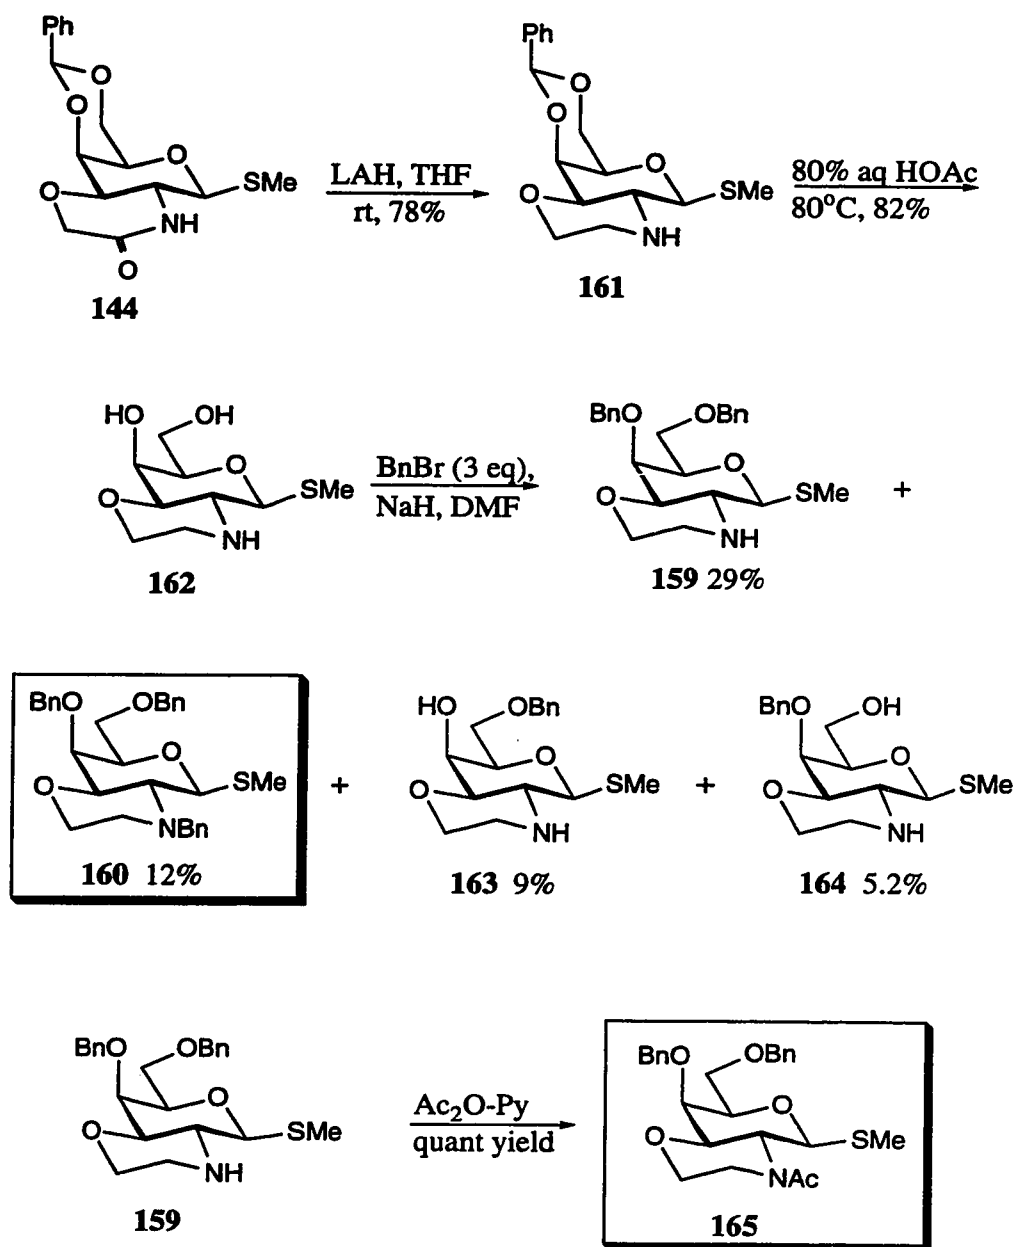 Ph
O
O
O
SMe
O
NH
O
144
LAH, THF
rt, 78%
Ph
O
O
O
SMe
O
NH
161
80% aq HOAc
80°C, 82%
HO
OH
O
SMe
O
NH
162
BnBr (3 eq),
NaH, DMF
BnO
OBn
O
SMe
O
NH
159 29%
+
BnO
OBn
O
SMe
O
NBn
160 12%
+
HO
OBn
O
SMe
O
NH
163 9%
+
BnO
OH
O
SMe
O
NH
164 5.2%
BnO
OBn
O
SMe
O
NH
159
Ac₂O-Py
quant yield
BnO
OBn
O
SMe
O
NAc
165